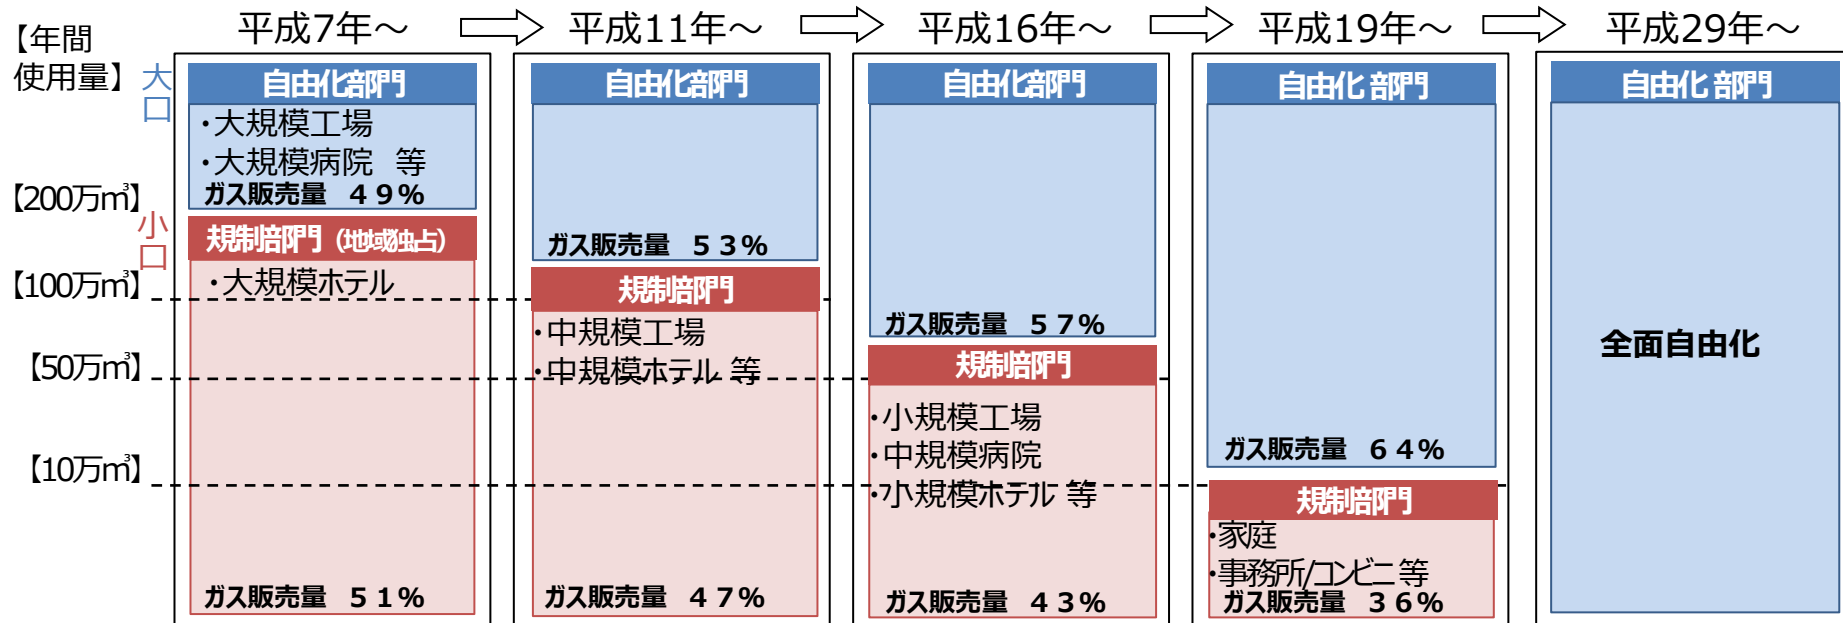 平成7年～
平成11年～
平成16年～
平成19年～
平成29年～
【年間
使用量】
大口
小口
【200万㎥】
【100万㎥】
【50万㎥】
【10万㎥】
自由化部門
・大規模工場
・大規模病院 等
ガス販売量 ４９%
規制部門（地域独占）
・大規模ホテル
ガス販売量 ５１%
自由化部門
ガス販売量 ５３%
規制部門
・中規模工場
・中規模ホテル 等
ガス販売量 ４７%
自由化部門
ガス販売量 ５７%
規制部門
・小規模工場
・中規模病院
・小規模ホテル 等
ガス販売量 ４３%
自由化 部門
ガス販売量 ６４%
規制部門
・家庭
・事務所/コンビニ 等
ガス販売量 ３６%
自由化 部門
全面自由化